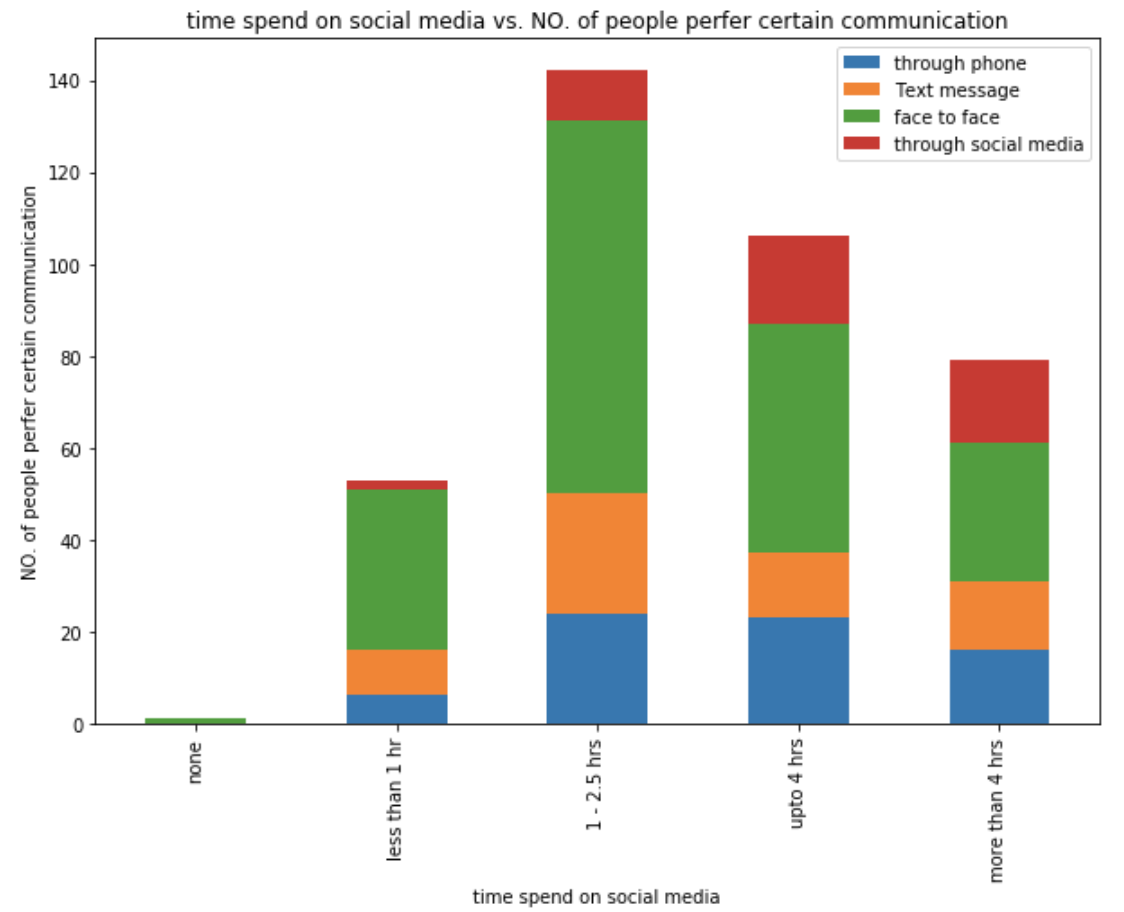 time spend on social media vs. NO. of people perfer certain communication
through phone
Text message
face to face
through social media
NO. of people perfer certain communication
140
120
100
80
60
40
20
0
none
less than 1 hr
1 - 2.5 hrs
upto 4 hrs
more than 4 hrs
time spend on social media